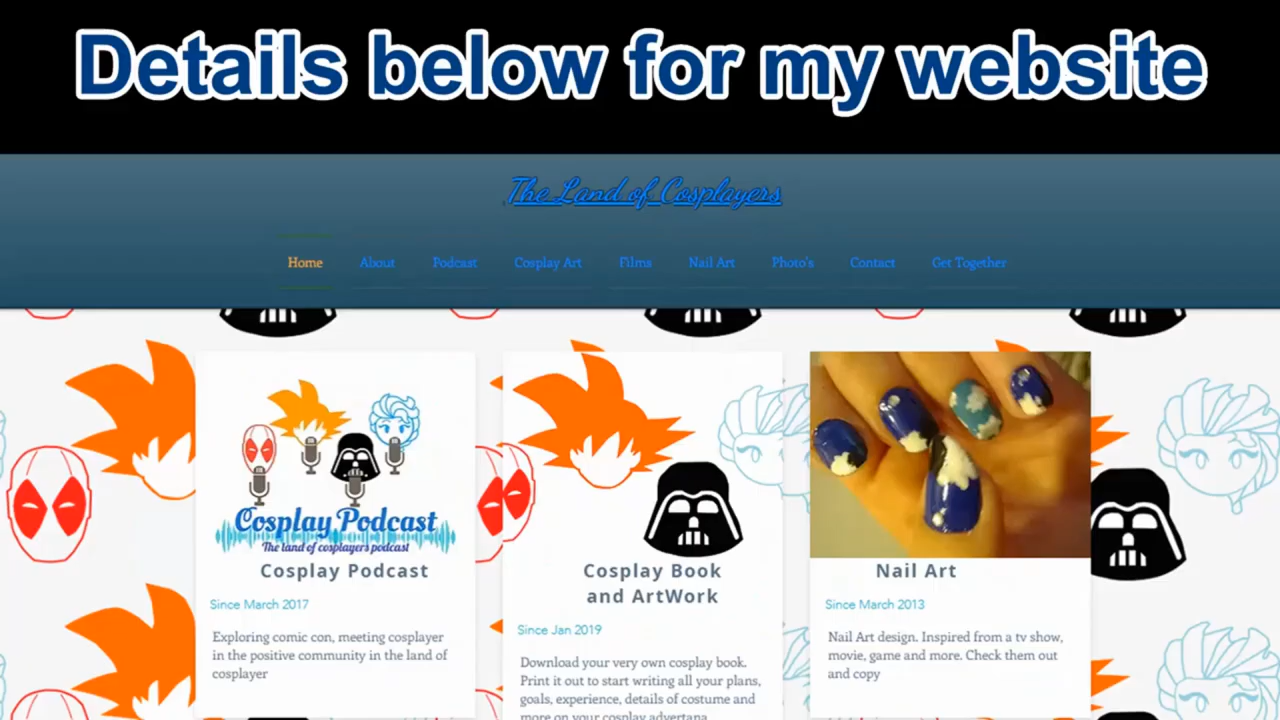 Details below for my website
The Land of Cosplayers
Home About Podcast Cosplay Art Films Nail Art Photo's Contact Get Together
Cosplay Podcast
The land of cosplayers podcast
Cosplay Podcast
Since March 2017
Exploring comic con, meeting cosplayer
in the positive community in the land of
cosplayer
Cosplay Book
and ArtWork
Since Jan 2019
Download your very own cosplay book.
Print it out to start writing all your plans,
goals, experience, details of costume and
more on your cosplay advertana
Nail Art
Since March 2013
Nail Art design. Inspired from a tv show,
movie, game and more. Check them out
and copy